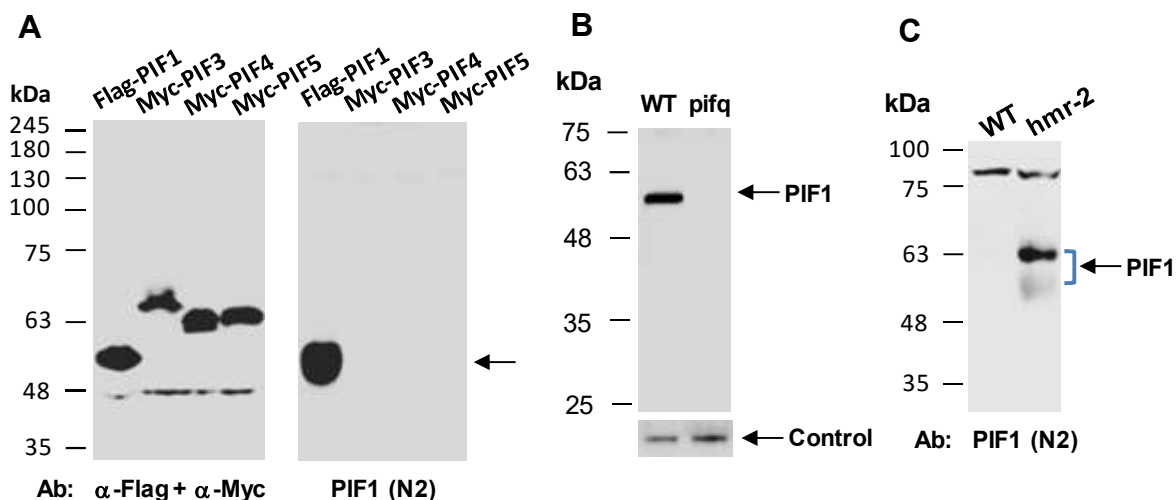 A
Flag-PIF1
Myc-PIF3
Myc-PIF4
Myc-PIF5
Flag-PIF1
Myc-PIF3
Myc-PIF4
Myc-PIF5
kDa
245
180
130
100
75
63
48
35
Ab: α-Flag + α-Myc PIF1 (N2)
B
WT pifq
75
63
PIF1
48
35
25
Control
C
WT
hmr-2
kDa
100
75
63
PIF1
48
35
Ab: PIF1 (N2)